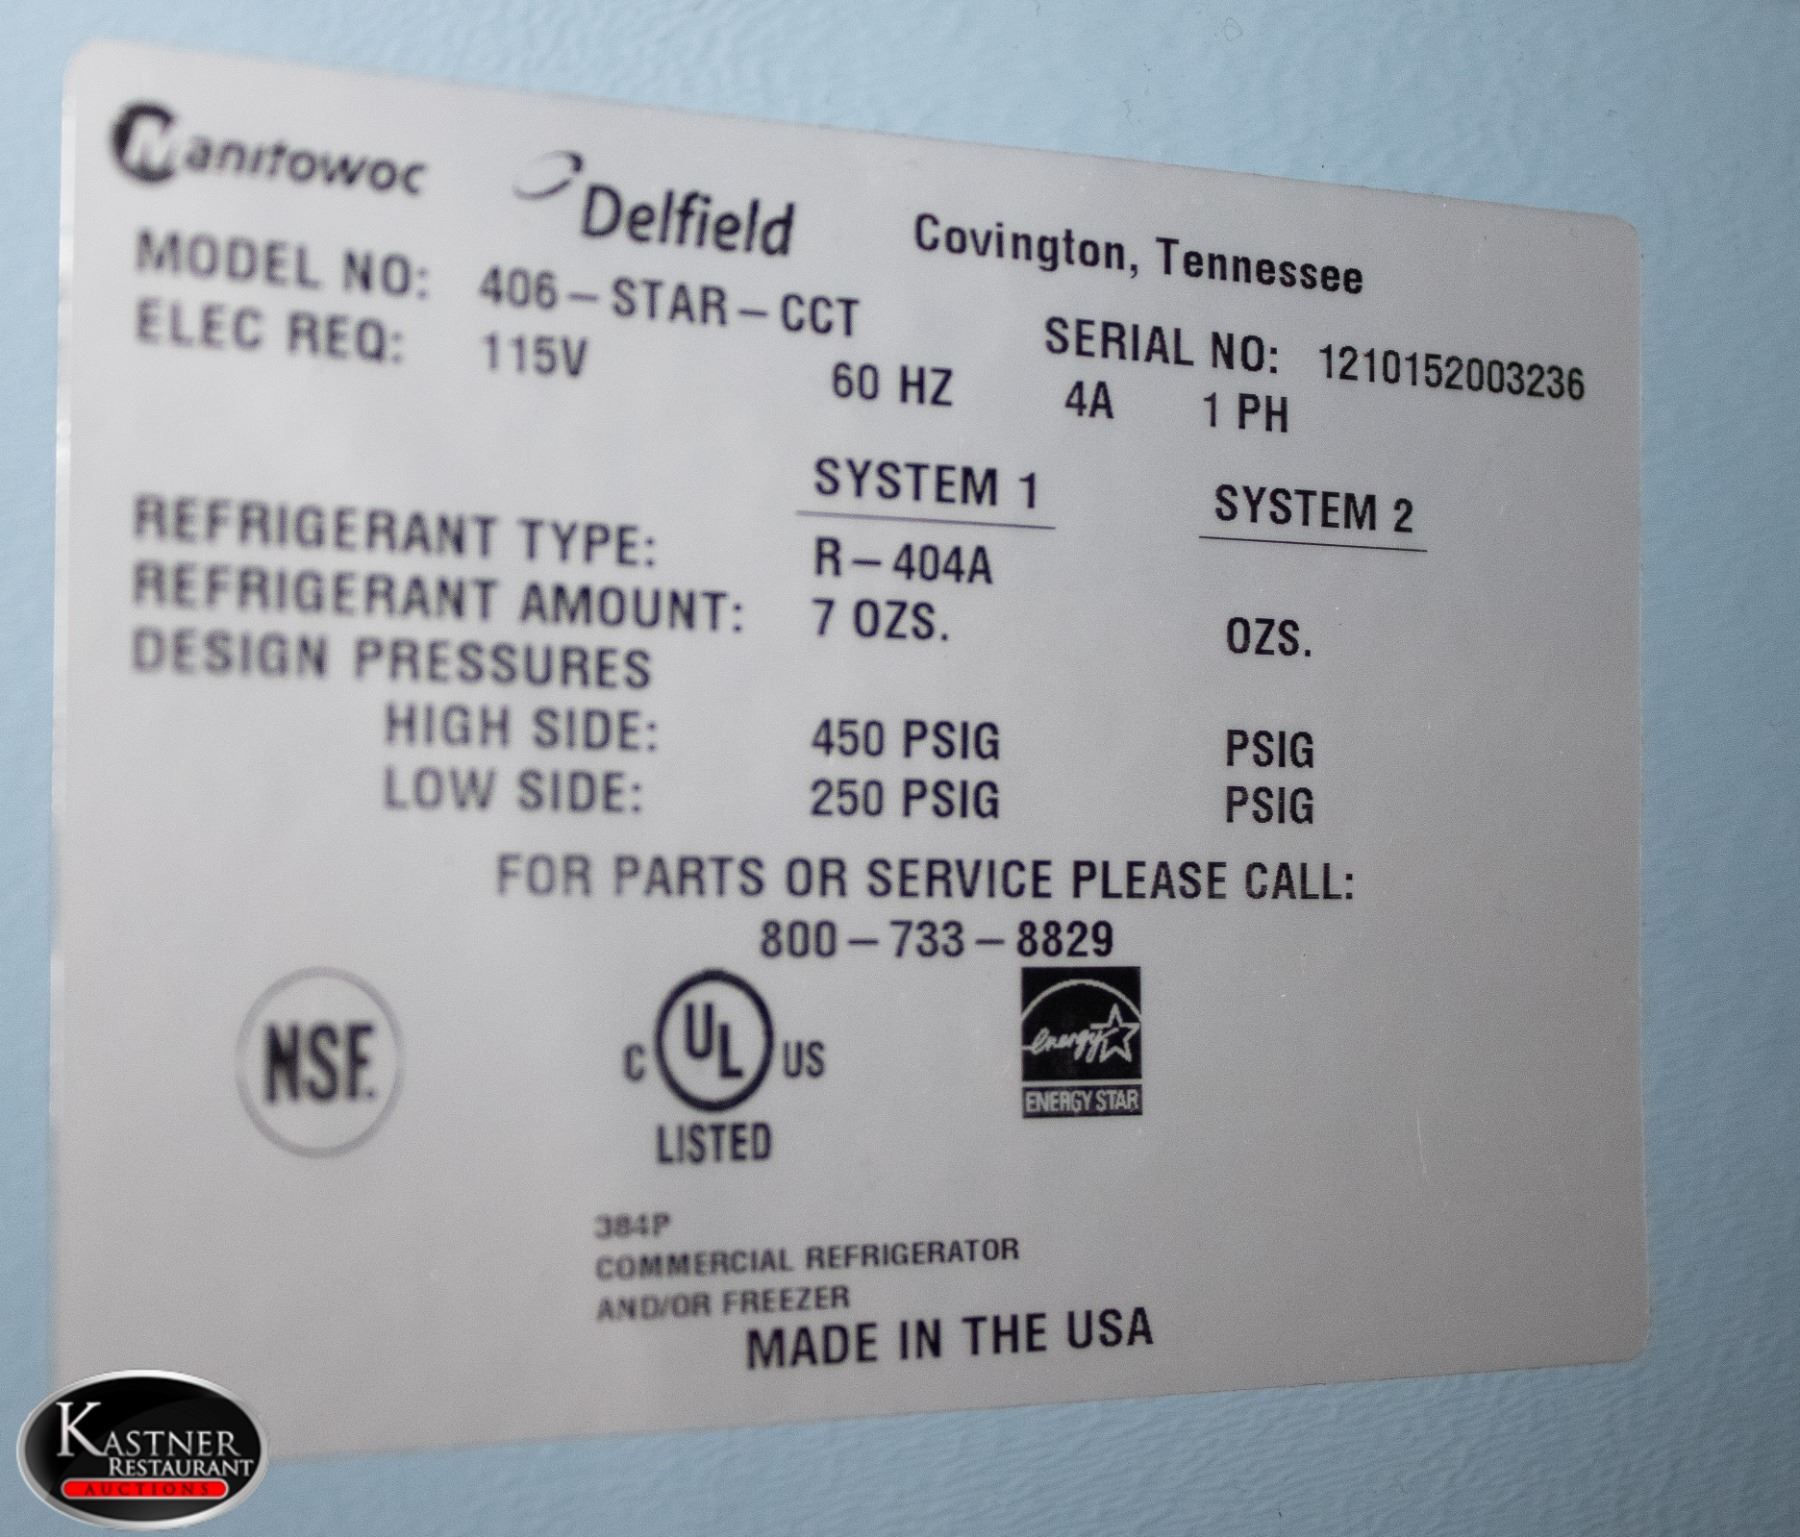 Manitowoc Delfield Covington, Tennessee
MODEL NO: 406-STAR-CCT SERIAL NO: 1210152003236
ELEC REQ: 115V 60 HZ 4A 1 PH
SYSTEM 1 SYSTEM 2
REFRIGERANT TYPE: R-404A
REFRIGERANT AMOUNT: 7 OZS. OZS.
DESIGN PRESSURES
HIGH SIDE: 450 PSIG PSIG
LOW SIDE: 250 PSIG PSIG
FOR PARTS OR SERVICE PLEASE CALL:
800-733-8829
NSF.
C UL US
LISTED
energy
ENERGY STAR
384P
COMMERCIAL REFRIGERATOR
AND/OR FREEZER
MADE IN THE USA
KASTNER
RESTAURANT
AUCTIONS